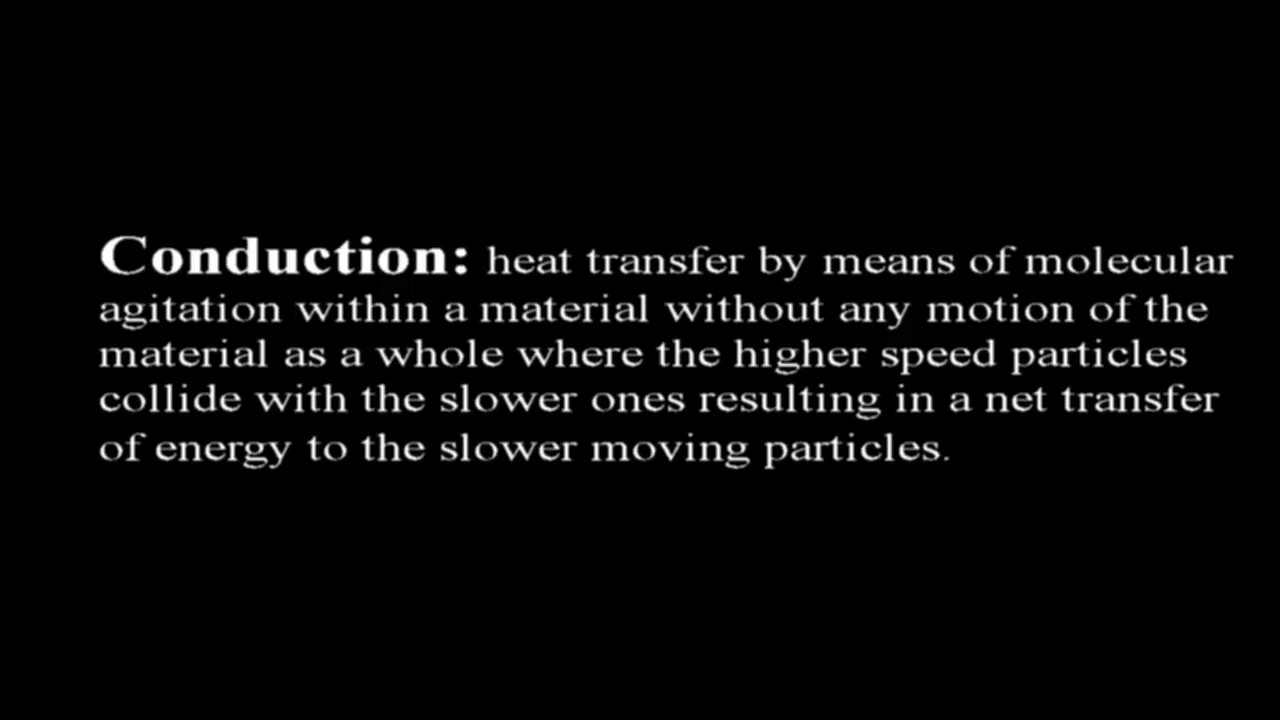 Conduction: heat transfer by means of molecular
agitation within a material without any motion of the
material as a whole where the higher speed particles
collide with the slower ones resulting in a net transfer
of energy to the slower moving particles.